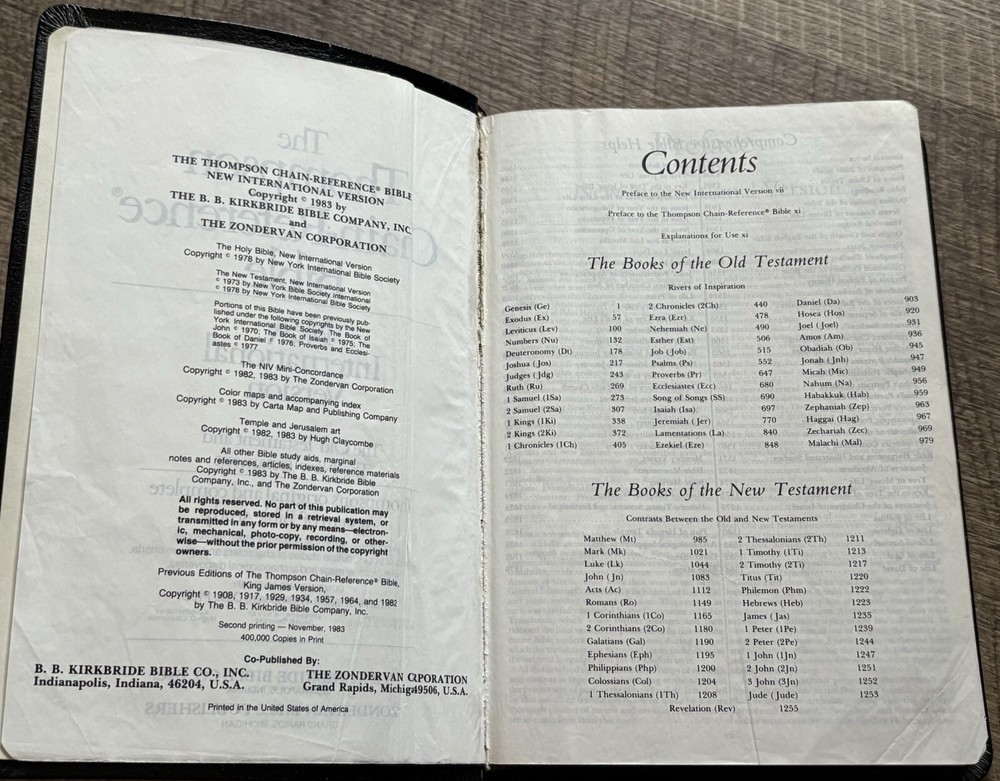 THE THOMPSON CHAIN-REFERENCE® BIBLE
NEW INTERNATIONAL VERSION
Copyright © 1983 by
THE B. B. KIRKBRIDE BIBLE COMPANY, INC.
and
THE ZONDERVAN CORPORATION
The Holy Bible, New International Version
Copyright © 1978 by New York International Bible Society
The New Testament, New International Version
© 1973 by New York Bible Society International
© 1978 by New York International Bible Society
Portions of this Bible have been previously pub-
lished under the following copyrights by the New
York International Bible Society. The Book of
John © 1970; The Book of Isaiah © 1975; The
Book of Daniel © 1976; Proverbs and Ecclesi-
astes © 1977
The NIV Mini-Concordance
Copyright © 1982, 1983 by The Zondervan Corporation
Color maps and accompanying index
Copyright © 1983 by Carta Map and Publishing Company
Temple and Jerusalem art
Copyright © 1982, 1983 by Hugh Claycombe
All other Bible study aids, marginal
notes and references, articles, indexes, reference materials
Copyright © 1983 by The B. B. Kirkbride Bible
Company, Inc., and The Zondervan Corporation
All rights reserved. No part of this publication may
be reproduced, stored in a retrieval system, or
transmitted in any form or by any means—electron-
ic, mechanical, photo-copy, recording, or other-
wise—without the prior permission of the copyright
owners.
Previous Editions of The Thompson Chain-Reference® Bible,
King James Version,
Copyright © 1908, 1917, 1929, 1934, 1957, 1964, and 1982
by The B. B. Kirkbride Bible Company, Inc.
Second printing — November, 1983
400,000 Copies in Print
Co-Published By:
B. B. KIRKBRIDE BIBLE CO., INC. THE ZONDERVAN CORPORATION
Indianapolis, Indiana, 46204, U.S.A. Grand Rapids, Michig49506, U.S.A.
Printed in the United States of America
Contents
Preface to the New International Version vii
Preface to the Thompson Chain-Reference® Bible xi
Explanations for Use xi
The Books of the Old Testament
Rivers of Inspiration
Genesis (Ge) 1 2 Chronicles (2Ch) 440 Daniel (Da) 903
Exodus (Ex) 57 Ezra (Ezr) 478 Hosea (Hos) 920
Leviticus (Lev) 100 Nehemiah (Ne) 490 Joel (Joel) 931
Numbers (Nu) 132 Esther (Est) 506 Amos (Am) 936
Deuteronomy (Dt) 178 Job (Job) 515 Obadiah (Ob) 945
Joshua (Jos) 217 Psalms (Ps) 552 Jonah (Jnh) 947
Judges (Jdg) 243 Proverbs (Pr) 647 Micah (Mic) 949
Ruth (Ru) 269 Ecclesiastes (Ecc) 680 Nahum (Na) 956
1 Samuel (1Sa) 273 Song of Songs (SS) 690 Habakkuk (Hab) 959
2 Samuel (2Sa) 307 Isaiah (Isa) 697 Zephaniah (Zep) 963
1 Kings (1Ki) 338 Jeremiah (Jer) 770 Haggai (Hag) 967
2 Kings (2Ki) 372 Lamentations (La) 840 Zechariah (Zec) 969
1 Chronicles (1Ch) 405 Ezekiel (Eze) 848 Malachi (Mal) 979
The Books of the New Testament
Contrasts Between the Old and New Testaments
Matthew (Mt) 985 2 Thessalonians (2Th) 1211
Mark (Mk) 1021 1 Timothy (1Ti) 1213
Luke (Lk) 1044 2 Timothy (2Ti) 1217
John (Jn) 1083 Titus (Tit) 1220
Acts (Ac) 1112 Philemon (Phm) 1222
Romans (Ro) 1149 Hebrews (Heb) 1223
1 Corinthians (1Co) 1165 James (Jas) 1235
2 Corinthians (2Co) 1180 1 Peter (1Pe) 1239
Galatians (Gal) 1190 2 Peter (2Pe) 1244
Ephesians (Eph) 1195 1 John (1Jn) 1247
Philippians (Php) 1200 2 John (2Jn) 1251
Colossians (Col) 1204 3 John (3Jn) 1252
1 Thessalonians (1Th) 1208 Jude (Jude) 1253
Revelation (Rev) 1255